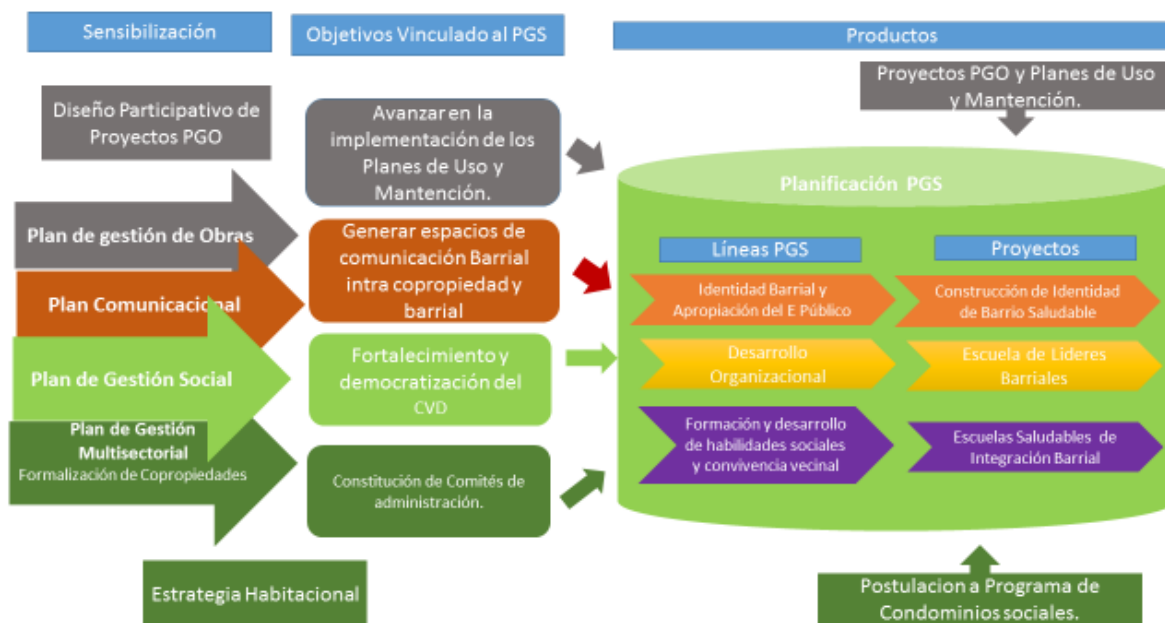 Sensibilización
Objetivos Vinculado al PGS
Productos
Diseño Participativo de
Proyectos PGO
Plan de gestión de Obras
Plan Comunicacional
Plan de Gestión Social
Plan de Gestión
Multisectorial
Formalización de Copropiedades
Estrategia Habitacional
Avanzar en la
implementación de los
Planes de Uso y
Mantención.
Generar espacios de
comunicación Barrial
intra copropiedad y
barrial
Fortalecimiento y
democratización del
CVD
Constitución de Comités de
administración.
Proyectos PGO y Planes de Uso
y Mantención.
Planificación PGS
Líneas PGS
Proyectos
Identidad Barrial y
Apropiación del E Público
Construcción de Identidad
de Barrio Saludable
Desarrollo
Organizacional
Escuela de Lideres
Barriales
Formación y desarrollo
de habilidades sociales
y convivencia vecinal
Escuelas Saludables de
Integración Barrial
Postulacion a Programa de
Condominios sociales.